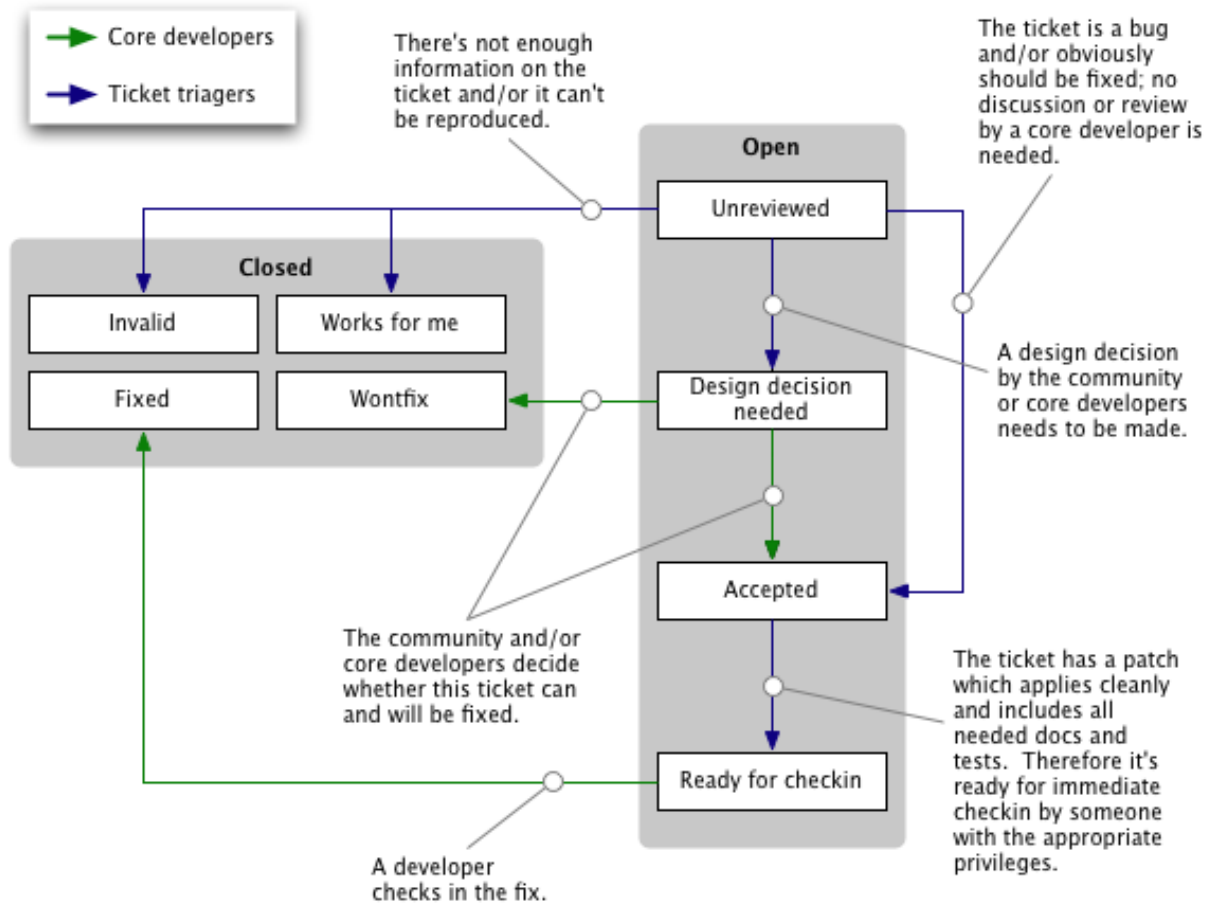 Core developers
Ticket triagers
There's not enough
information on the
ticket and/or it can't
be reproduced.
The ticket is a bug
and/or obviously
should be fixed; no
discussion or review
by a core developer is
needed.
Open
Unreviewed
Closed
Invalid
Works for me
Fixed
Wontfix
Design decision
needed
A design decision
by the community
or core developers
needs to be made.
Accepted
The community and/or
core developers decide
whether this ticket can
and will be fixed.
The ticket has a patch
which applies cleanly
and includes all
needed docs and
tests. Therefore it's
ready for immediate
checkin by someone
with the appropriate
privileges.
Ready for checkin
A developer
checks in the fix.